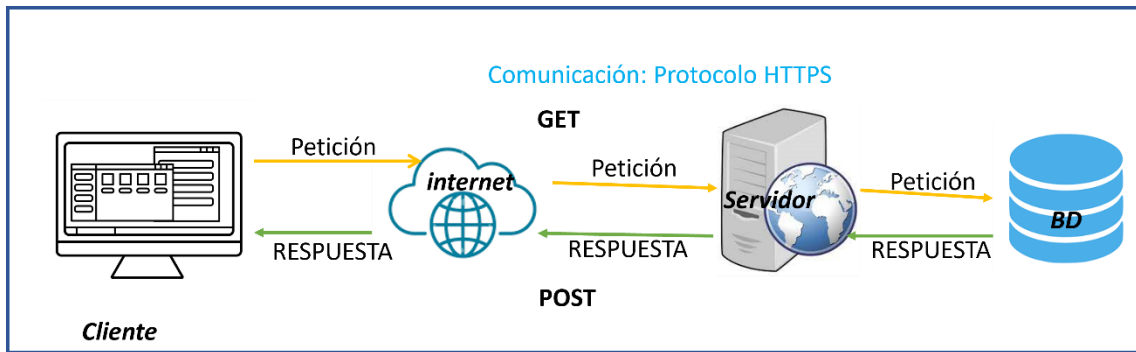 Comunicación: Protocolo HTTPS
GET
Petición
Petición
Petición
internet
Servidor
BD
RESPUESTA
RESPUESTA
RESPUESTA
POST
Cliente